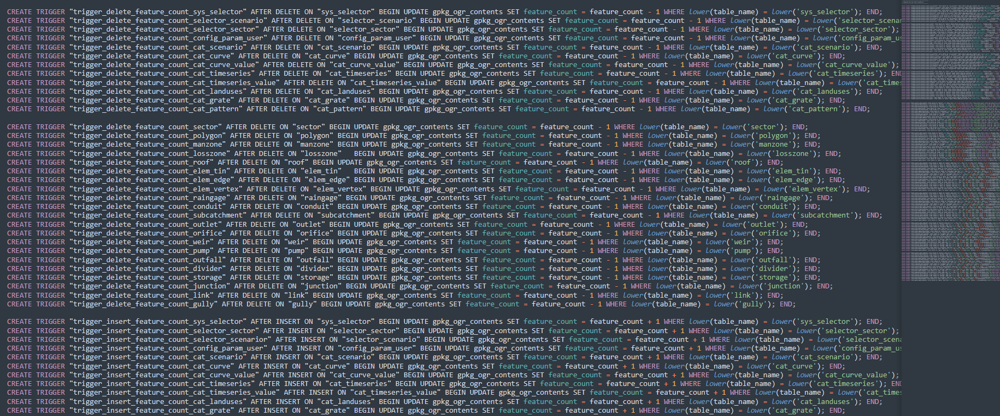 CREATE TRIGGER "trigger_delete_feature_count_sys_selector" AFTER DELETE ON "sys_selector" BEGIN UPDATE gpkg_ogr_contents SET feature_count = feature_count - 1 WHERE lower(table_name) = lower('sys_selector'); END;
CREATE TRIGGER "trigger_delete_feature_count_selector_scenario" AFTER DELETE ON "selector_scenario" BEGIN UPDATE gpkg_ogr_contents SET feature_count = feature_count - 1 WHERE lower(table_name) = lower('selector_scenar
CREATE TRIGGER "trigger_delete_feature_count_selector_sector" AFTER DELETE ON "selector_sector" BEGIN UPDATE gpkg_ogr_contents SET feature_count = feature_count - 1 WHERE lower(table_name) = lower('selector_sector');
CREATE TRIGGER "trigger_delete_feature_count_config_param_user" AFTER DELETE ON "config_param_user" BEGIN UPDATE gpkg_ogr_contents SET feature_count = feature_count - 1 WHERE lower(table_name) = lower('config_param_us
CREATE TRIGGER "trigger_delete_feature_count_cat_scenario" AFTER DELETE ON "cat_scenario" BEGIN UPDATE gpkg_ogr_contents SET feature_count = feature_count - 1 WHERE lower(table_name) = lower('cat_scenario'); END;
CREATE TRIGGER "trigger_delete_feature_count_cat_curve" AFTER DELETE ON "cat_curve" BEGIN UPDATE gpkg_ogr_contents SET feature_count = feature_count - 1 WHERE lower(table_name) = lower('cat_curve'); END;
CREATE TRIGGER "trigger_delete_feature_count_cat_curve_value" AFTER DELETE ON "cat_curve_value" BEGIN UPDATE gpkg_ogr_contents SET feature_count = feature_count - 1 WHERE lower(table_name) = lower('cat_curve_value');
CREATE TRIGGER "trigger_delete_feature_count_cat_timeseries" AFTER DELETE ON "cat_timeseries" BEGIN UPDATE gpkg_ogr_contents SET feature_count = feature_count - 1 WHERE lower(table_name) = lower('cat_timeseries'); END
CREATE TRIGGER "trigger_delete_feature_count_cat_timeseries_value" AFTER DELETE ON "cat_timeseries_value" BEGIN UPDATE gpkg_ogr_contents SET feature_count = feature_count - 1 WHERE lower(table_name) = lower('cat_times
CREATE TRIGGER "trigger_delete_feature_count_cat_landuses" AFTER DELETE ON "cat_landuses" BEGIN UPDATE gpkg_ogr_contents SET feature_count = feature_count - 1 WHERE lower(table_name) = lower('cat_landuses'); END;
CREATE TRIGGER "trigger_delete_feature_count_cat_grate" AFTER DELETE ON "cat_grate" BEGIN UPDATE gpkg_ogr_contents SET feature_count = feature_count - 1 WHERE lower(table_name) = lower('cat_grate'); END;
CREATE TRIGGER "trigger_delete_feature_count_cat_pattern" AFTER DELETE ON "cat_pattern" BEGIN UPDATE gpkg_ogr_contents SET feature_count = feature_count - 1 WHERE lower(table_name) = lower('cat_pattern'); END;
CREATE TRIGGER "trigger_delete_feature_count_sector" AFTER DELETE ON "sector" BEGIN UPDATE gpkg_ogr_contents SET feature_count = feature_count - 1 WHERE lower(table_name) = lower('sector'); END;
CREATE TRIGGER "trigger_delete_feature_count_polygon" AFTER DELETE ON "polygon" BEGIN UPDATE gpkg_ogr_contents SET feature_count = feature_count - 1 WHERE lower(table_name) = lower('polygon'); END;
CREATE TRIGGER "trigger_delete_feature_count_manzone" AFTER DELETE ON "manzone" BEGIN UPDATE gpkg_ogr_contents SET feature_count = feature_count - 1 WHERE lower(table_name) = lower('manzone'); END;
CREATE TRIGGER "trigger_delete_feature_count_losszone" AFTER DELETE ON "losszone"   BEGIN UPDATE gpkg_ogr_contents SET feature_count = feature_count - 1 WHERE lower(table_name) = lower('losszone'); END;
CREATE TRIGGER "trigger_delete_feature_count_roof" AFTER DELETE ON "roof" BEGIN UPDATE gpkg_ogr_contents SET feature_count = feature_count - 1 WHERE lower(table_name) = lower('roof'); END;
CREATE TRIGGER "trigger_delete_feature_count_elem_tin" AFTER DELETE ON "elem_tin"   BEGIN UPDATE gpkg_ogr_contents SET feature_count = feature_count - 1 WHERE lower(table_name) = lower('elem_tin'); END;
CREATE TRIGGER "trigger_delete_feature_count_elem_edge" AFTER DELETE ON "elem_edge" BEGIN UPDATE gpkg_ogr_contents SET feature_count = feature_count - 1 WHERE lower(table_name) = lower('elem_edge'); END;
CREATE TRIGGER "trigger_delete_feature_count_elem_vertex" AFTER DELETE ON "elem_vertex" BEGIN UPDATE gpkg_ogr_contents SET feature_count = feature_count - 1 WHERE lower(table_name) = lower('elem_vertex'); END;
CREATE TRIGGER "trigger_delete_feature_count_raingage" AFTER DELETE ON "raingage" BEGIN UPDATE gpkg_ogr_contents SET feature_count = feature_count - 1 WHERE lower(table_name) = lower('raingage'); END;
CREATE TRIGGER "trigger_delete_feature_count_conduit" AFTER DELETE ON "conduit" BEGIN UPDATE gpkg_ogr_contents SET feature_count = feature_count - 1 WHERE lower(table_name) = lower('conduit'); END;
CREATE TRIGGER "trigger_delete_feature_count_subcatchment" AFTER DELETE ON "subcatchment" BEGIN UPDATE gpkg_ogr_contents SET feature_count = feature_count - 1 WHERE lower(table_name) = lower('subcatchment'); END;
CREATE TRIGGER "trigger_delete_feature_count_outlet" AFTER DELETE ON "outlet" BEGIN UPDATE gpkg_ogr_contents SET feature_count = feature_count - 1 WHERE lower(table_name) = lower('outlet'); END;
CREATE TRIGGER "trigger_delete_feature_count_orifice" AFTER DELETE ON "orifice" BEGIN UPDATE gpkg_ogr_contents SET feature_count = feature_count - 1 WHERE lower(table_name) = lower('orifice'); END;
CREATE TRIGGER "trigger_delete_feature_count_weir" AFTER DELETE ON "weir" BEGIN UPDATE gpkg_ogr_contents SET feature_count = feature_count - 1 WHERE lower(table_name) = lower('weir'); END;
CREATE TRIGGER "trigger_delete_feature_count_pump" AFTER DELETE ON "pump" BEGIN UPDATE gpkg_ogr_contents SET feature_count = feature_count - 1 WHERE lower(table_name) = lower('pump'); END;
CREATE TRIGGER "trigger_delete_feature_count_outfall" AFTER DELETE ON "outfall" BEGIN UPDATE gpkg_ogr_contents SET feature_count = feature_count - 1 WHERE lower(table_name) = lower('outfall'); END;
CREATE TRIGGER "trigger_delete_feature_count_divider" AFTER DELETE ON "divider" BEGIN UPDATE gpkg_ogr_contents SET feature_count = feature_count - 1 WHERE lower(table_name) = lower('divider'); END;
CREATE TRIGGER "trigger_delete_feature_count_storage" AFTER DELETE ON "storage" BEGIN UPDATE gpkg_ogr_contents SET feature_count = feature_count - 1 WHERE lower(table_name) = lower('storage'); END;
CREATE TRIGGER "trigger_delete_feature_count_junction" AFTER DELETE ON "junction" BEGIN UPDATE gpkg_ogr_contents SET feature_count = feature_count - 1 WHERE lower(table_name) = lower('junction'); END;
CREATE TRIGGER "trigger_delete_feature_count_link" AFTER DELETE ON "link" BEGIN UPDATE gpkg_ogr_contents SET feature_count = feature_count - 1 WHERE lower(table_name) = lower('link'); END;
CREATE TRIGGER "trigger_delete_feature_count_gully" AFTER DELETE ON "gully" BEGIN UPDATE gpkg_ogr_contents SET feature_count = feature_count - 1 WHERE lower(table_name) = lower('gully'); END;
CREATE TRIGGER "trigger_insert_feature_count_sys_selector" AFTER INSERT ON "sys_selector" BEGIN UPDATE gpkg_ogr_contents SET feature_count = feature_count + 1 WHERE lower(table_name) = lower('sys_selector'); END;
CREATE TRIGGER "trigger_insert_feature_count_selector_sector" AFTER INSERT ON "selector_sector" BEGIN UPDATE gpkg_ogr_contents SET feature_count = feature_count + 1 WHERE lower(table_name) = lower('selector_sector');
CREATE TRIGGER "trigger_insert_feature_count_selector_scenarior" AFTER INSERT ON "selector_scenario" BEGIN UPDATE gpkg_ogr_contents SET feature_count = feature_count + 1 WHERE lower(table_name) = lower('selector_scena
CREATE TRIGGER "trigger_insert_feature_count_config_param_user" AFTER INSERT ON "config_param_user" BEGIN UPDATE gpkg_ogr_contents SET feature_count = feature_count + 1 WHERE lower(table_name) = lower('config_param_us
CREATE TRIGGER "trigger_insert_feature_count_cat_scenario" AFTER INSERT ON "cat_scenario" BEGIN UPDATE gpkg_ogr_contents SET feature_count = feature_count + 1 WHERE lower(table_name) = lower('cat_scenario'); END;
CREATE TRIGGER "trigger_insert_feature_count_cat_curve" AFTER INSERT ON "cat_curve" BEGIN UPDATE gpkg_ogr_contents SET feature_count = feature_count + 1 WHERE lower(table_name) = lower('cat_curve'); END;
CREATE TRIGGER "trigger_insert_feature_count_cat_curve_value" AFTER INSERT ON "cat_curve_value" BEGIN UPDATE gpkg_ogr_contents SET feature_count = feature_count + 1 WHERE lower(table_name) = lower('cat_curve_value');
CREATE TRIGGER "trigger_insert_feature_count_cat_timeseries" AFTER INSERT ON "cat_timeseries" BEGIN UPDATE gpkg_ogr_contents SET feature_count = feature_count + 1 WHERE lower(table_name) = lower('cat_timeseries'); END
CREATE TRIGGER "trigger_insert_feature_count_cat_timeseries_value" AFTER INSERT ON "cat_timeseries_value" BEGIN UPDATE gpkg_ogr_contents SET feature_count = feature_count + 1 WHERE lower(table_name) = lower('cat_times
CREATE TRIGGER "trigger_insert_feature_count_cat_landuses" AFTER INSERT ON "cat_landuses" BEGIN UPDATE gpkg_ogr_contents SET feature_count = feature_count + 1 WHERE lower(table_name) = lower('cat_landuses'); END;
CREATE TRIGGER "trigger_insert_feature_count_cat_grate" AFTER INSERT ON "cat_grate" BEGIN UPDATE gpkg_ogr_contents SET feature_count = feature_count + 1 WHERE lower(table_name) = lower('cat_grate'); END;